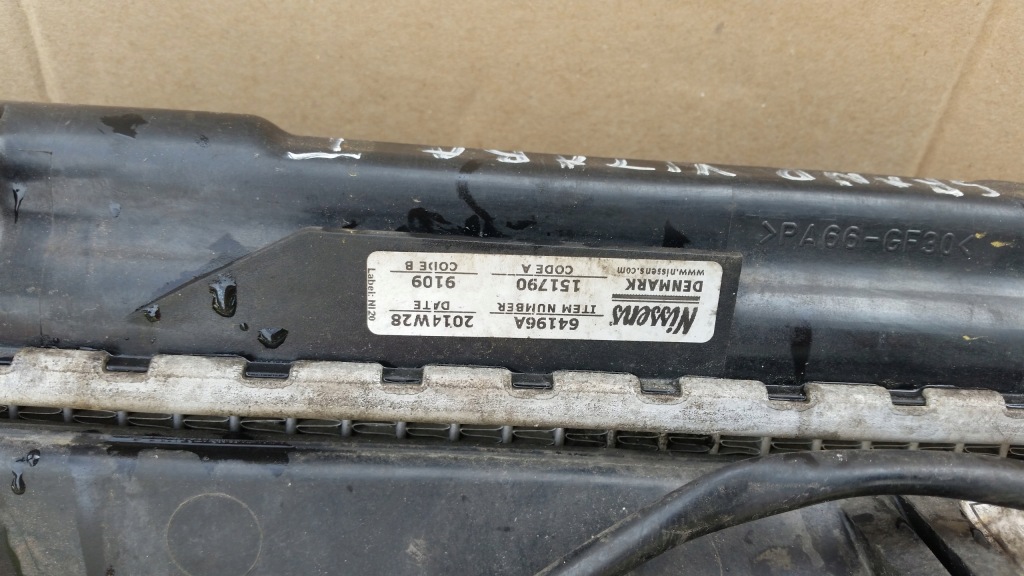 GRAND VITARA I
>PA66-GF30<
Nissens
DENMARK
www.nissens.com
64196A
ITEM NUMBER
151790
CODE A
2014W28
DATE
9109
CODE B
Label: NI120